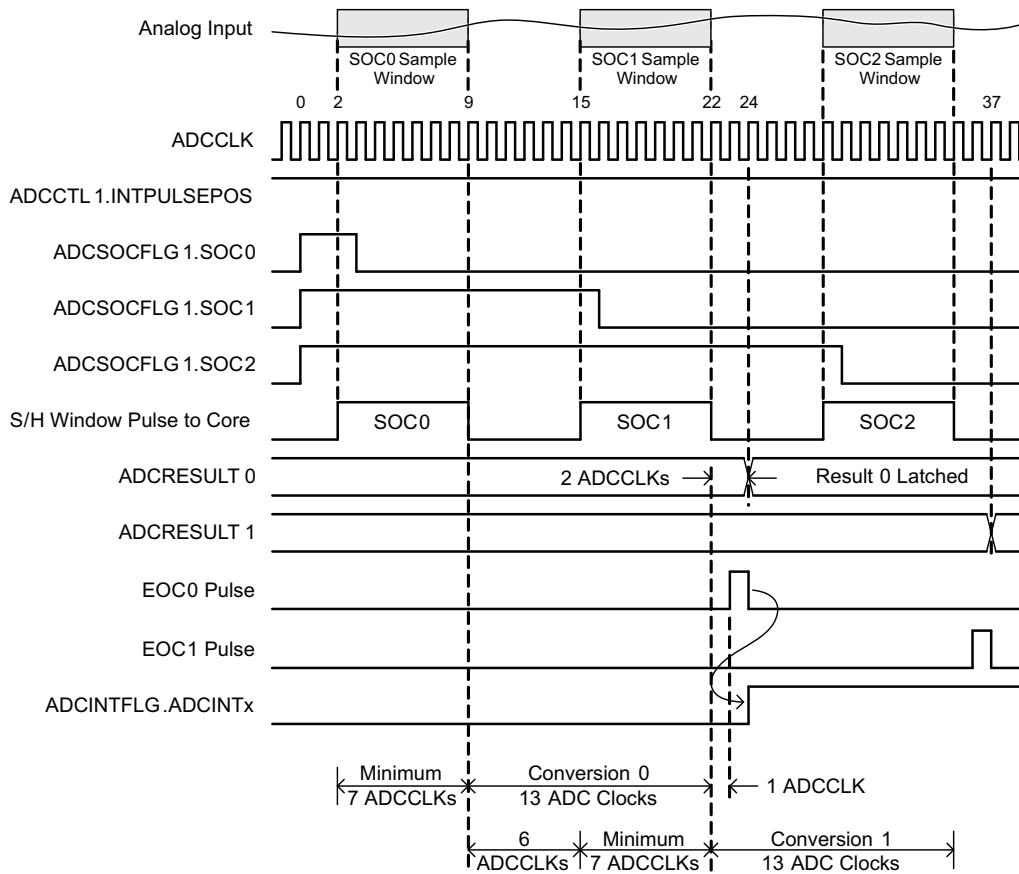 Analog Input
SOC0 Sample
Window
SOC1 Sample
Window
SOC2 Sample
Window
0 2 9 15 22 24 37
ADCCLK
ADCCTL 1.INTPULSEPOS
ADCSOCFLG 1.SOC0
ADCSOCFLG 1.SOC1
ADCSOCFLG 1.SOC2
S/H Window Pulse to Core SOC0 SOC1 SOC2
ADCRESULT 0 2 ADCCLKs Result 0 Latched
ADCRESULT 1
EOC0 Pulse
EOC1 Pulse
ADCINTFLG .ADCINTx
Minimum
7 ADCCLKs
Conversion 0
13 ADC Clocks
1 ADCCLK
6
ADCCLKs
Minimum
7 ADCCLKs
Conversion 1
13 ADC Clocks